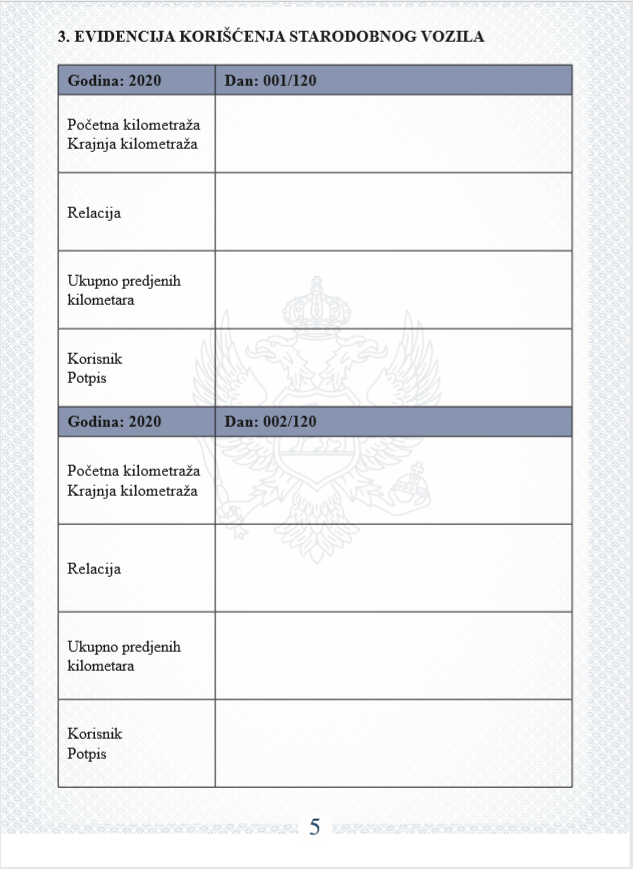 3. EVIDENCIJA KORIŠĆENJA STARODOBNOG VOZILA
Godina: 2020 Dan: 001/120
Početna kilometraža
Krajnja kilometraža
Relacija
Ukupno predjenih
kilometara
Korisnik
Potpis
Godina: 2020 Dan: 002/120
Početna kilometraža
Krajnja kilometraža
Relacija
Ukupno predjenih
kilometara
Korisnik
Potpis
5